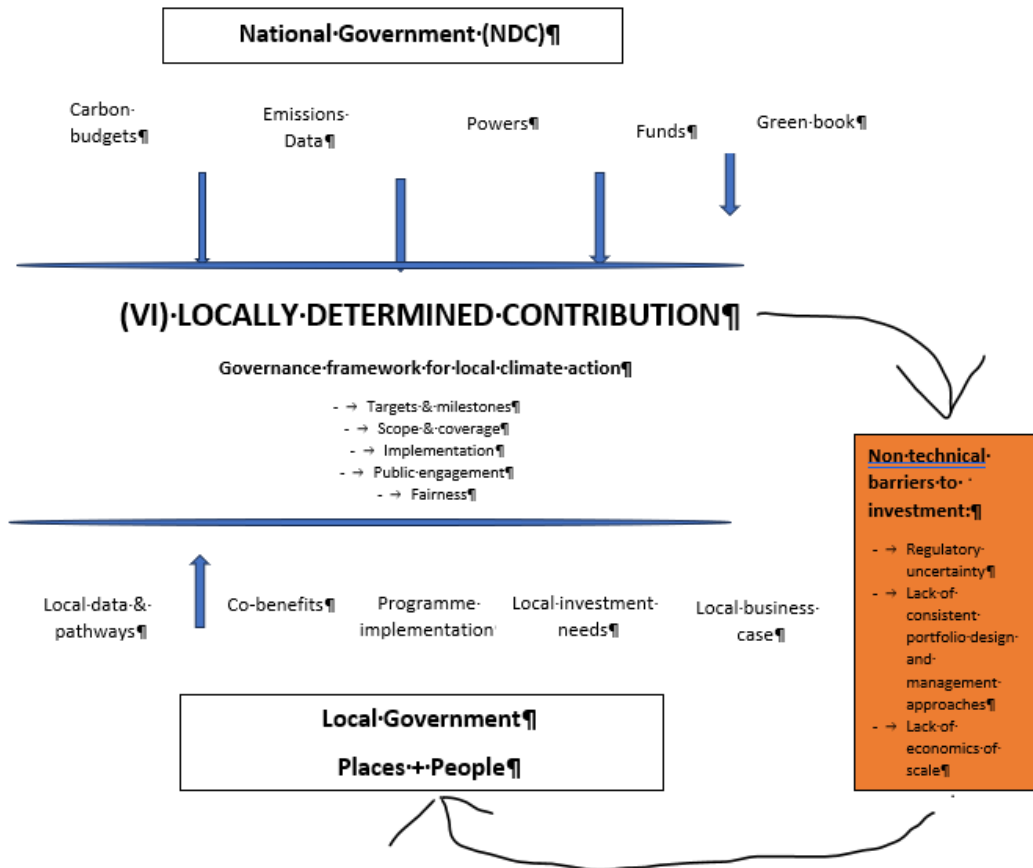 National·Government·(NDC)¶
Carbon·
budgets¶
Emissions·
Data¶
Powers¶
Funds¶
Green·book¶
(VI)·LOCALLY·DETERMINED·CONTRIBUTION¶
Governance·framework·for·local·climate·action¶
- → Targets·&·milestones¶
- → Scope·&·coverage¶
- → Implementation¶
- → Public·engagement¶
- → Fairness¶
Non·technical·
barriers·to·
investment:¶
- → Regulatory·
uncertainty¶
- → Lack·of·
consistent·
portfolio·design·
and·
management·
approaches¶
- → Lack·of·
economics·of·
scale¶
Local·data·&·
pathways¶
Co-benefits¶
Programme·
implementation
Local·investment·
needs¶
Local·business·
case¶
Local·Government¶
Places·+·People¶